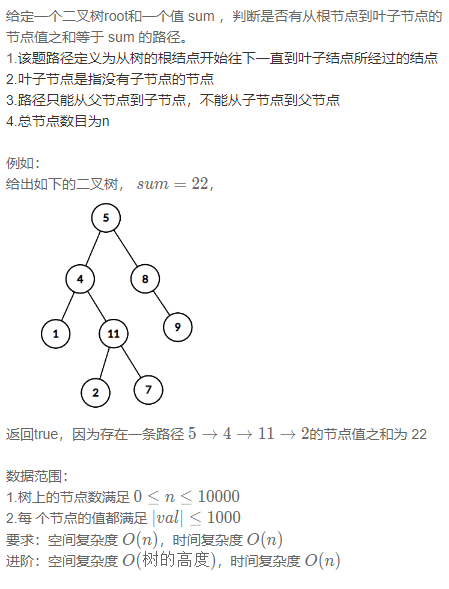 给定一个二叉树root和一个值 sum ，判断是否有从根节点到叶子节点的
节点值之和等于 sum 的路径。
1.该题路径定义为从树的根结点开始往下一直到叶子结点所经过的结点
2.叶子节点是指没有子节点的节点
3.路径只能从父节点到子节点，不能从子节点到父节点
4.总节点数目为n
例如：
给出如下的二叉树， sum = 22，
5
4 8
1 11 9
2 7
返回true，因为存在一条路径 5 → 4 → 11 → 2的节点值之和为 22
数据范围：
1.树上的节点数满足 0 ≤ n ≤ 10000
2.每 个节点的值都满足 |val| ≤ 1000
要求：空间复杂度 O(n)，时间复杂度 O(n)
进阶：空间复杂度 O(树的高度)，时间复杂度 O(n)